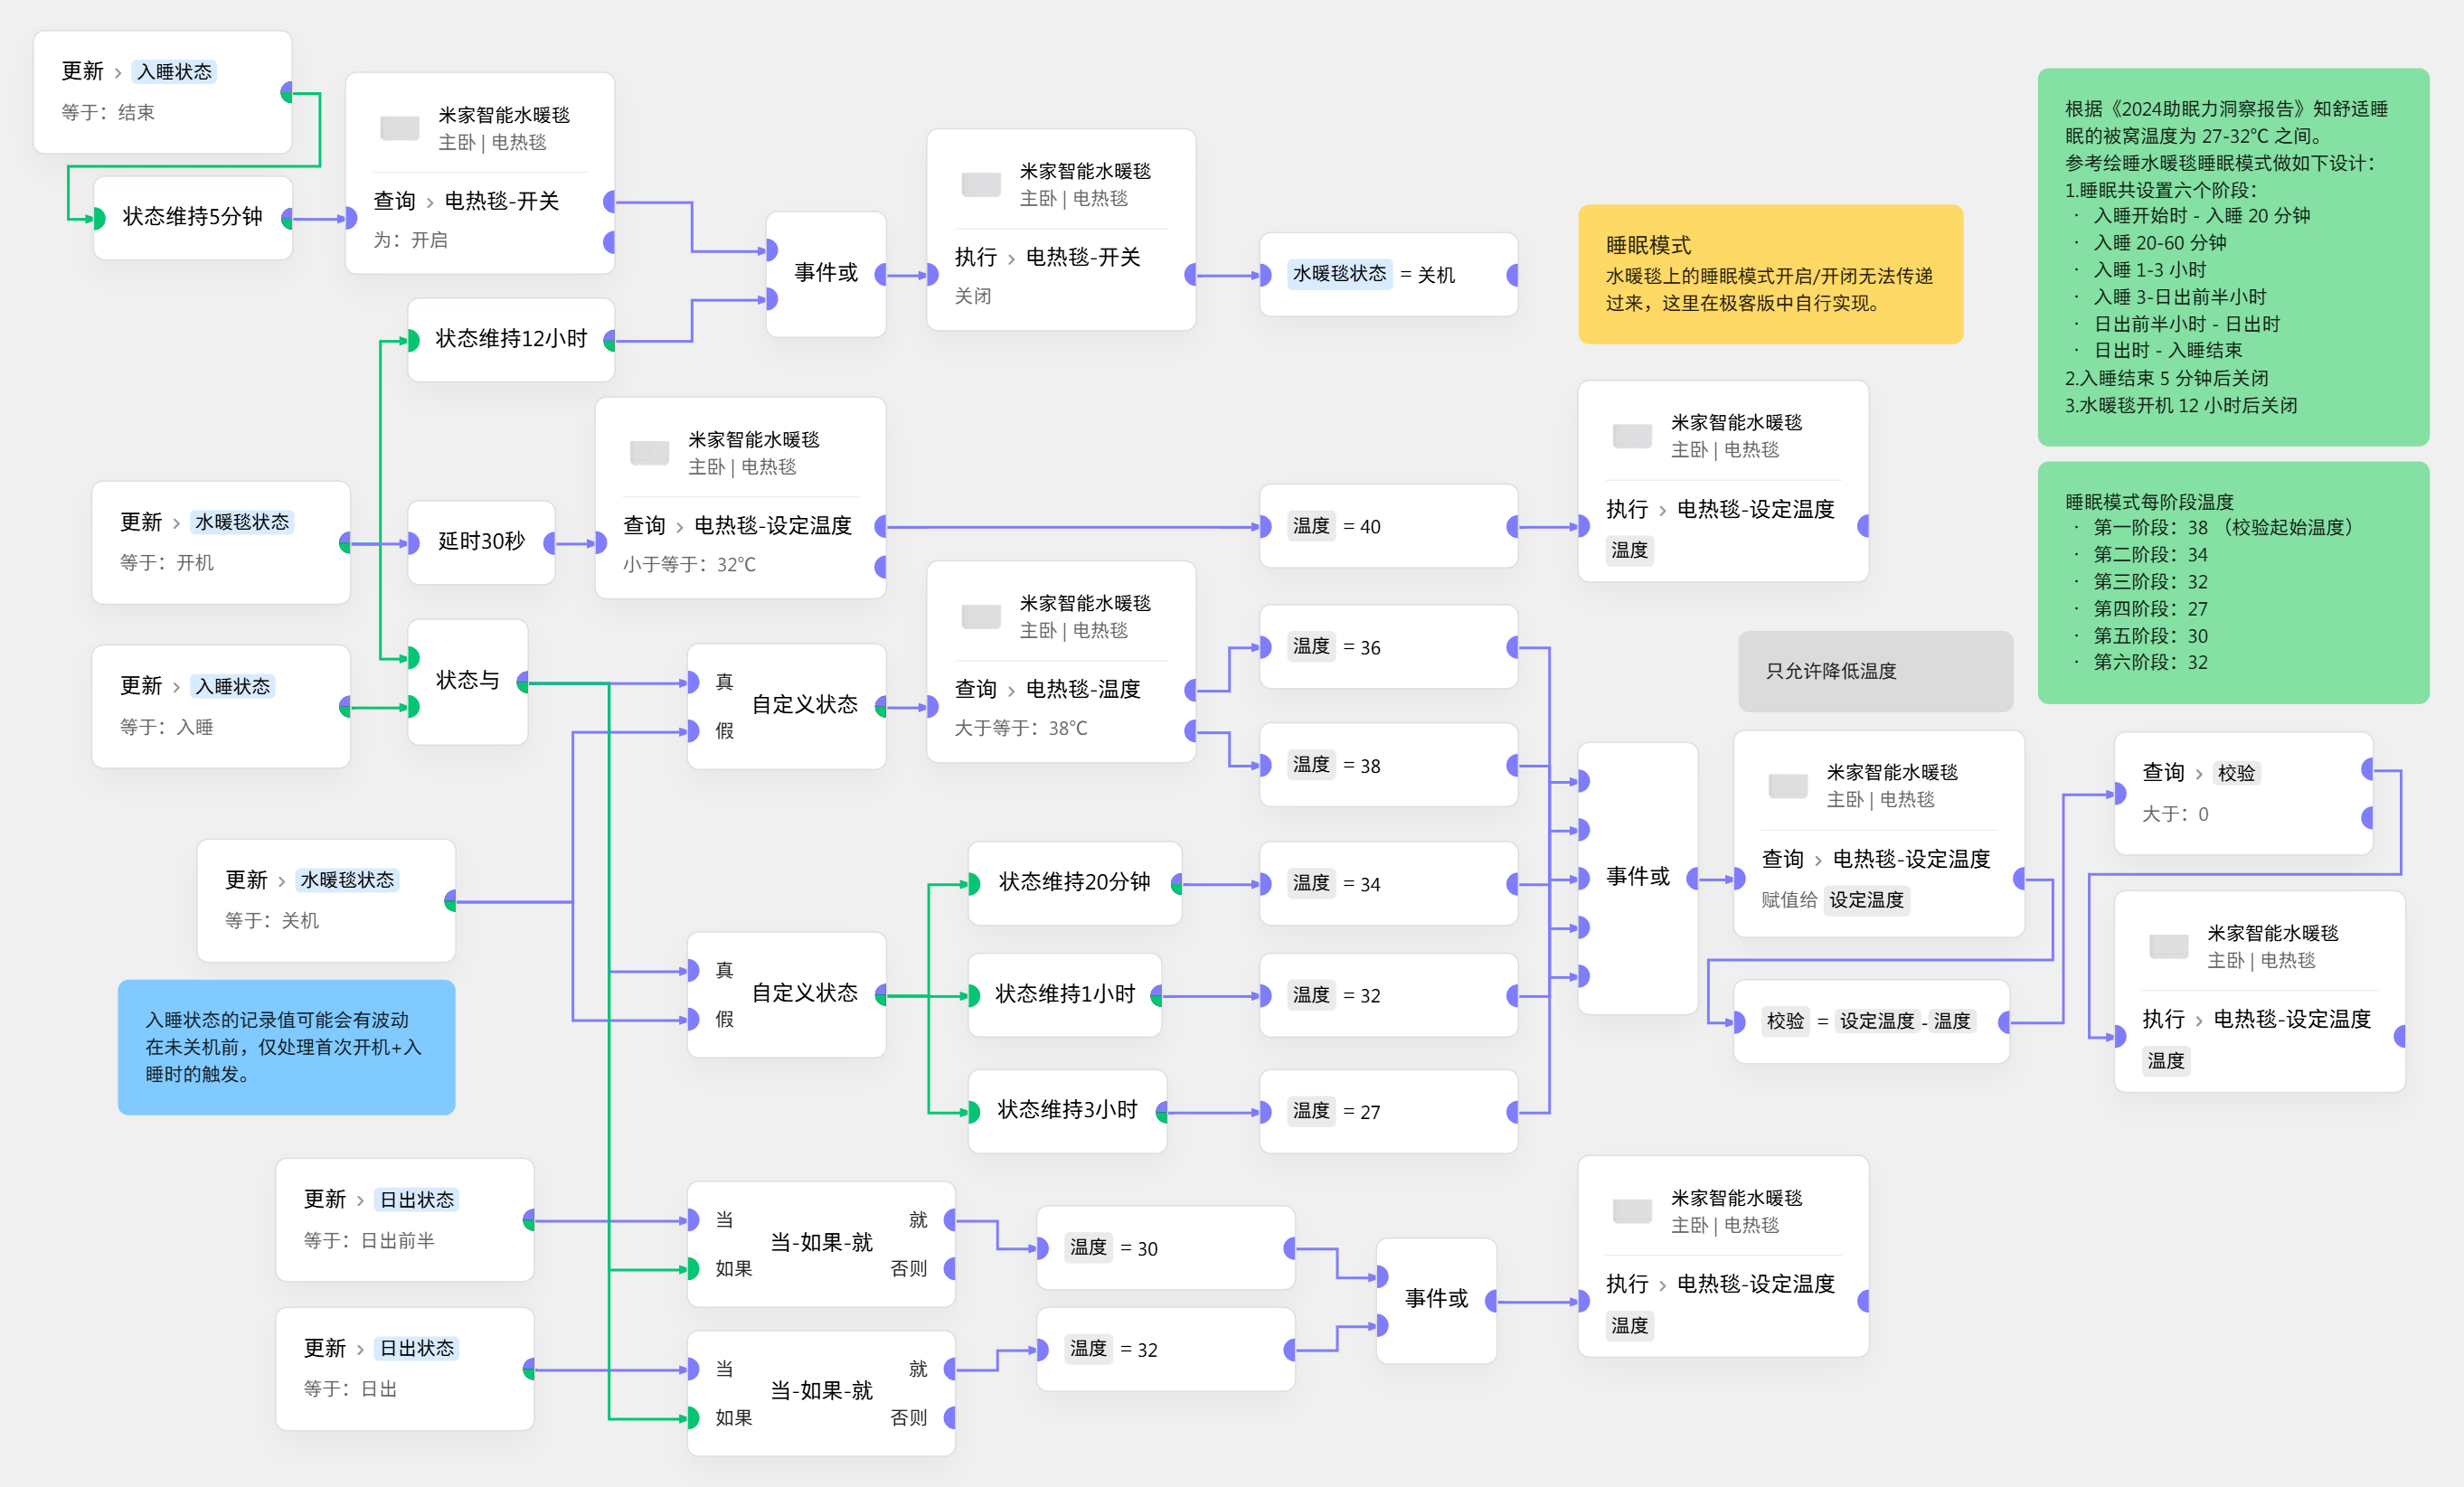 更新 › 入睡状态
等于：结束
状态维持5分钟
米家智能水暖毯
主卧 | 电热毯
查询 › 电热毯-开关
为：开启
状态维持12小时
事件或
米家智能水暖毯
主卧 | 电热毯
执行 › 电热毯-开关
关闭
水暖毯状态 = 关机
睡眠模式
水暖毯上的睡眠模式开启/开闭无法传递
过来，这里在极客版中自行实现。
根据《2024助眠力洞察报告》知舒适睡
眠的被窝温度为 27-32℃ 之间。
参考绘睡水暖毯睡眠模式做如下设计：
1.睡眠共设置六个阶段：
· 入睡开始时 - 入睡 20 分钟
· 入睡 20-60 分钟
· 入睡 1-3 小时
· 入睡 3-日出前半小时
· 日出前半小时 - 日出时
· 日出时 - 入睡结束
2.入睡结束 5 分钟后关闭
3.水暖毯开机 12 小时后关闭
更新 › 水暖毯状态
等于：开机
延时30秒
米家智能水暖毯
主卧 | 电热毯
查询 › 电热毯-设定温度
小于等于：32℃
温度 = 40
米家智能水暖毯
主卧 | 电热毯
执行 › 电热毯-设定温度
温度
睡眠模式每阶段温度
· 第一阶段：38 （校验起始温度）
· 第二阶段：34
· 第三阶段：32
· 第四阶段：27
· 第五阶段：30
· 第六阶段：32
更新 › 入睡状态
等于：入睡
状态与
真
假
自定义状态
米家智能水暖毯
主卧 | 电热毯
查询 › 电热毯-温度
大于等于：38℃
温度 = 36
温度 = 38
只允许降低温度
更新 › 水暖毯状态
等于：关机
入睡状态的记录值可能会有波动
在未关机前，仅处理首次开机+入
睡时的触发。
真
假
自定义状态
状态维持20分钟
温度 = 34
状态维持1小时
温度 = 32
状态维持3小时
温度 = 27
事件或
米家智能水暖毯
主卧 | 电热毯
查询 › 电热毯-设定温度
赋值给 设定温度
校验 = 设定温度 - 温度
查询 › 校验
大于：0
米家智能水暖毯
主卧 | 电热毯
执行 › 电热毯-设定温度
温度
更新 › 日出状态
等于：日出前半
当 就
当-如果-就
如果 否则
温度 = 30
更新 › 日出状态
等于：日出
当 就
当-如果-就
如果 否则
温度 = 32
事件或
米家智能水暖毯
主卧 | 电热毯
执行 › 电热毯-设定温度
温度